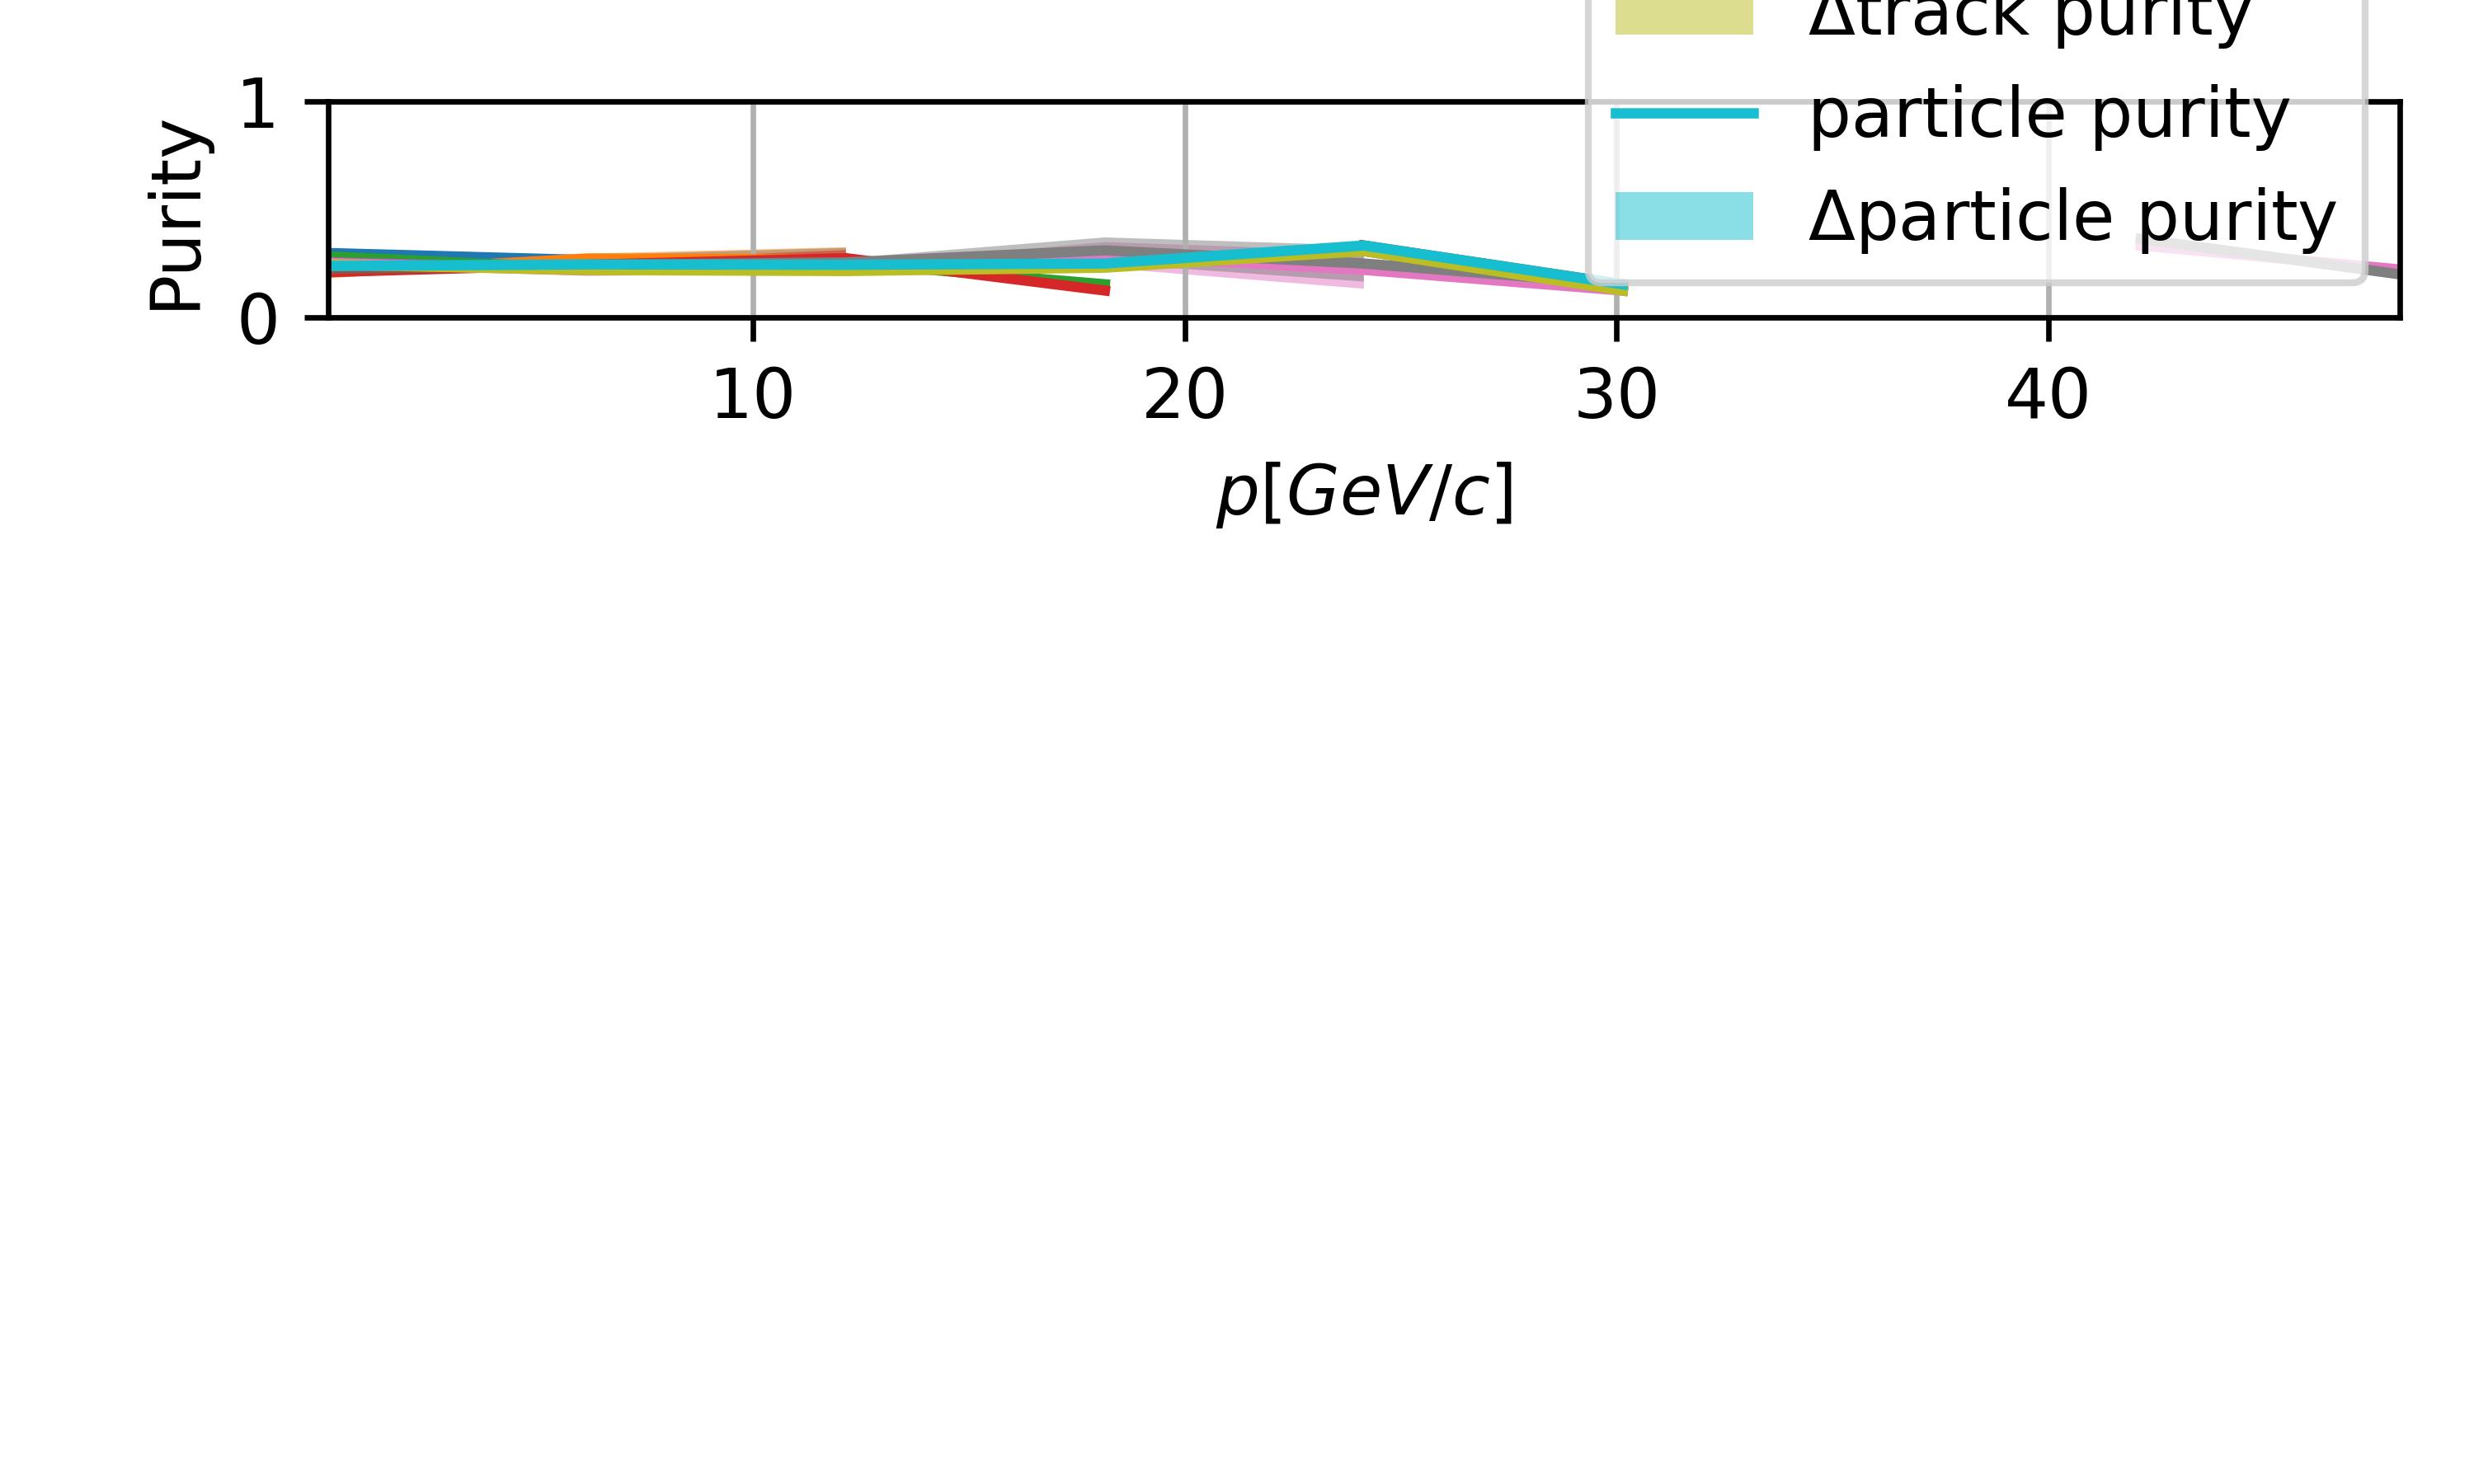 Δtrack purity
particle purity
Δparticle purity
Purity
1
0
10 20 30 40
p[GeV/c]